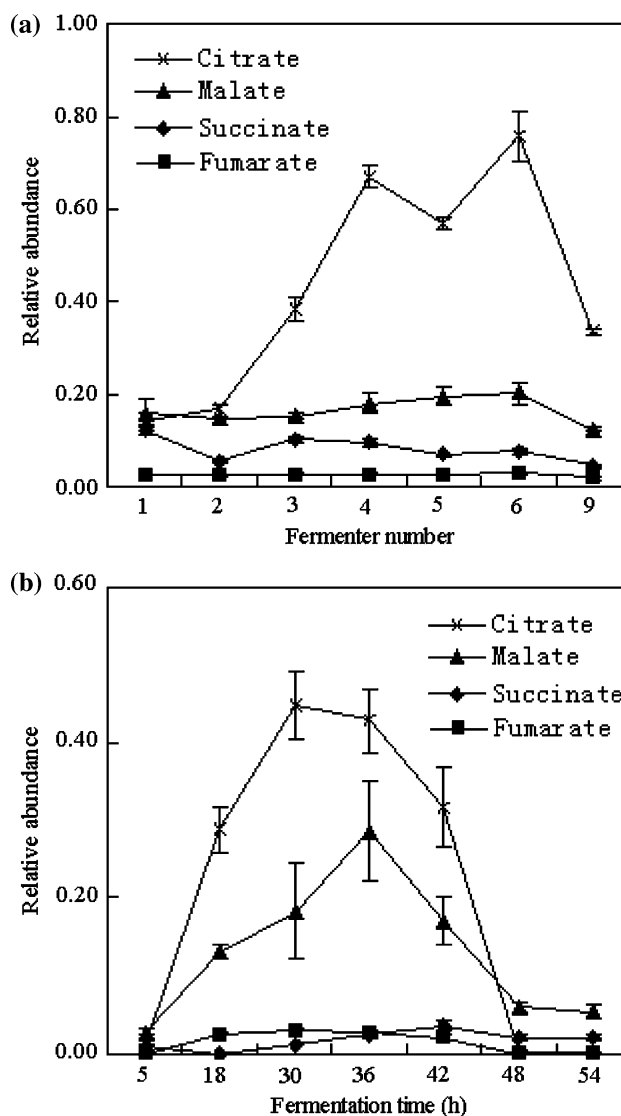 (a)
1.00
0.80
0.60
0.40
0.20
0.00
Relative abundance
Citrate
Malate
Succinate
Fumarate
1 2 3 4 5 6 9
Fermenter number
(b)
0.60
0.40
0.20
0.00
Relative abundance
Citrate
Malate
Succinate
Fumarate
5 18 30 36 42 48 54
Fermentation time (h)